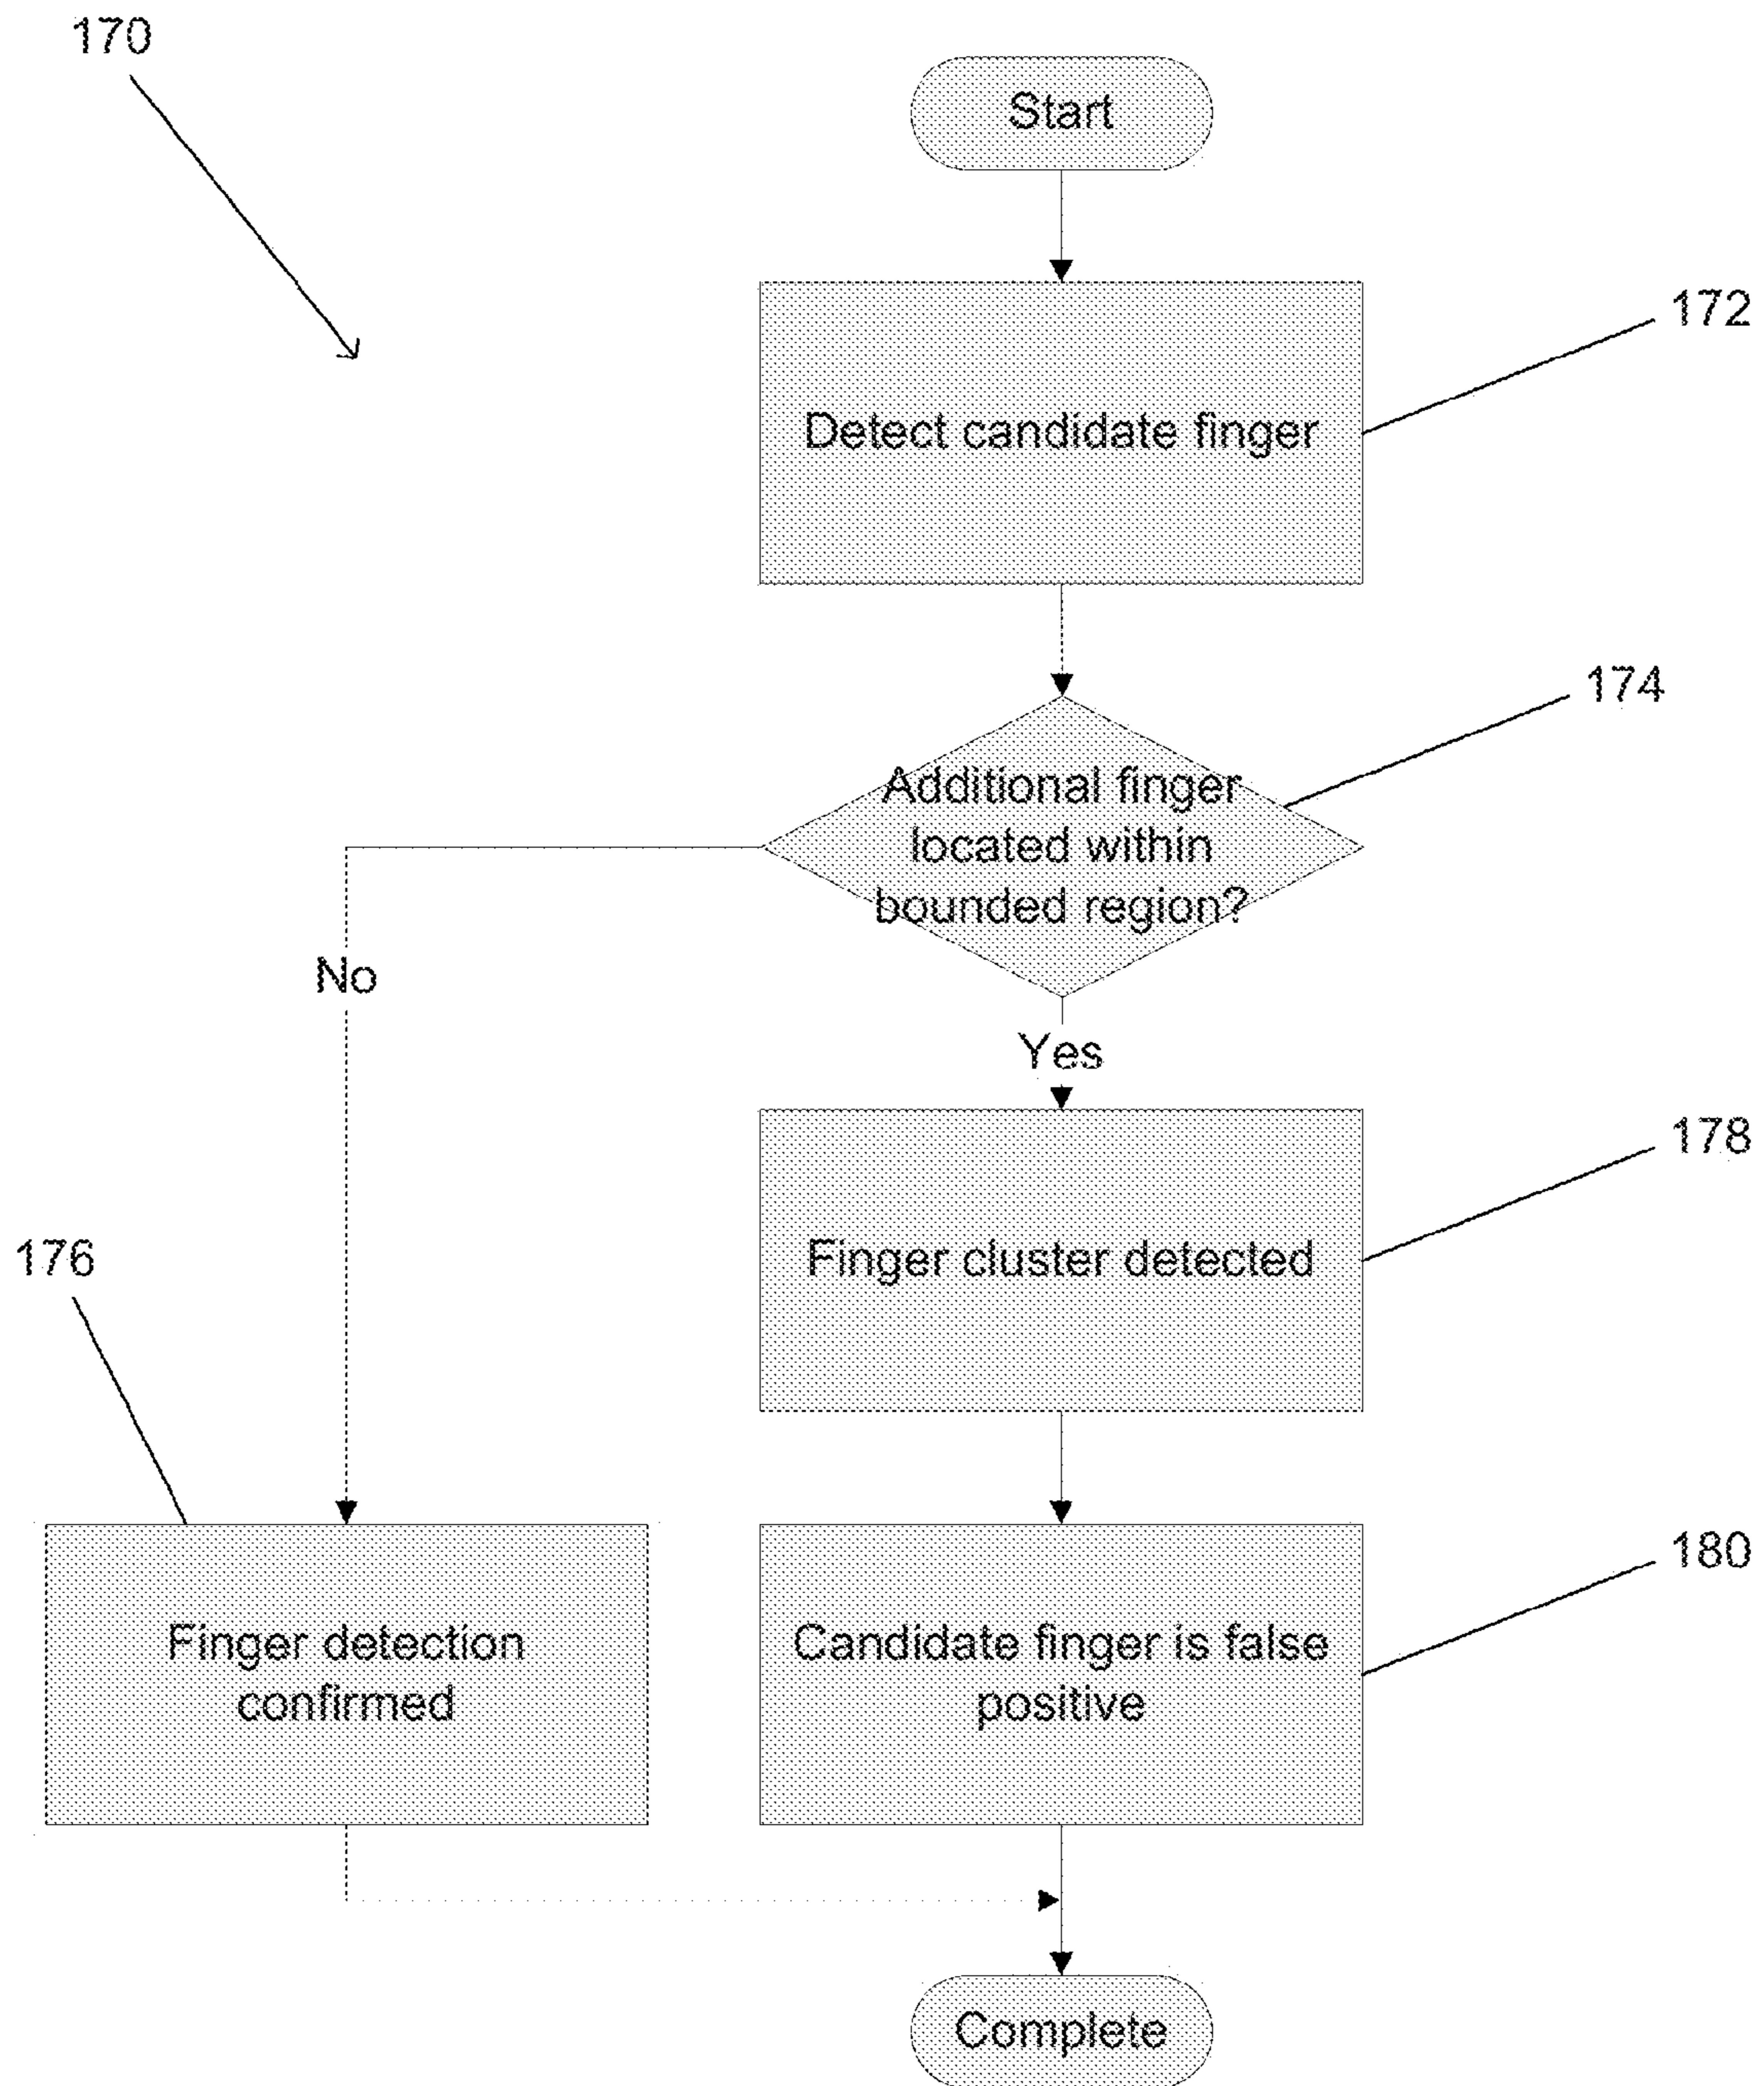 170
Start
172
Detect candidate finger
174
Additional finger
located within
bounded region?
No
Yes
178
Finger cluster detected
176
180
Finger detection
confirmed
Candidate finger is false
positive
Complete